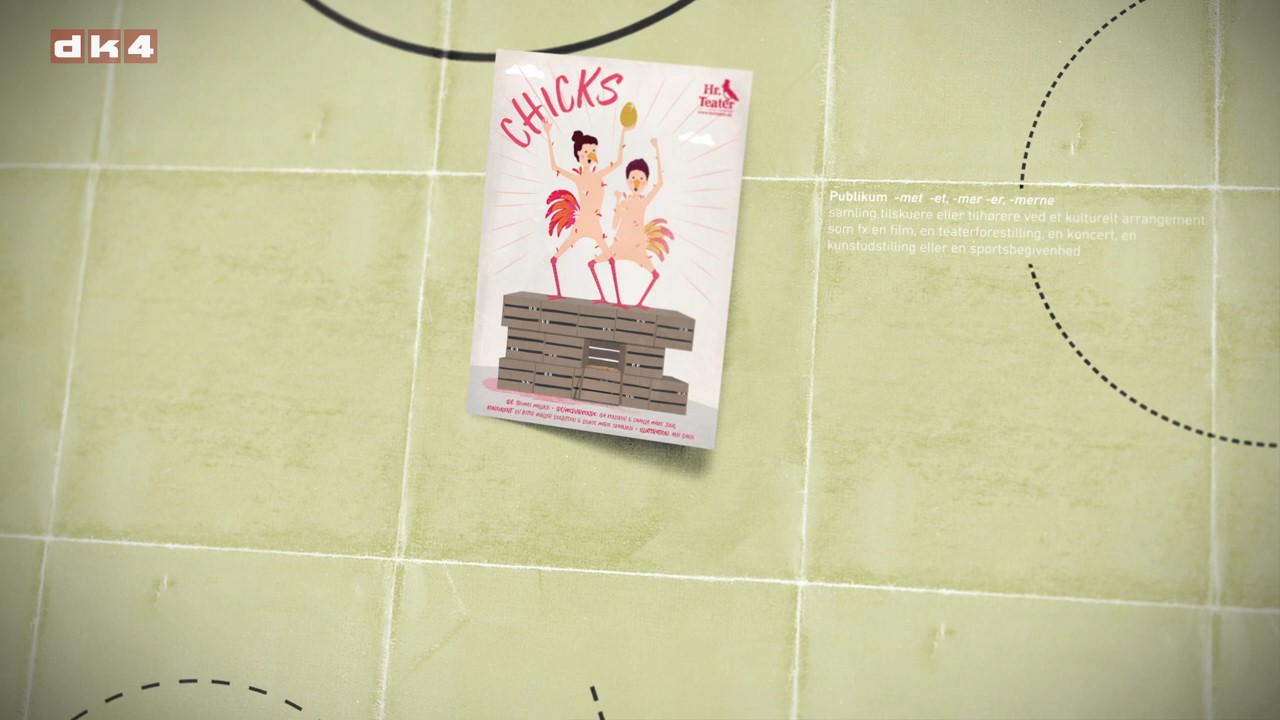 dk4
CHICKS
Hr.
Teater
Publikum -met -et, -mer -er, -merne
samling tilskuere eller tilhørere ved et kulturelt arrangement
som fx en film, en teaterforestilling, en koncert, en
kunstudstilling eller en sportsbegivenhed